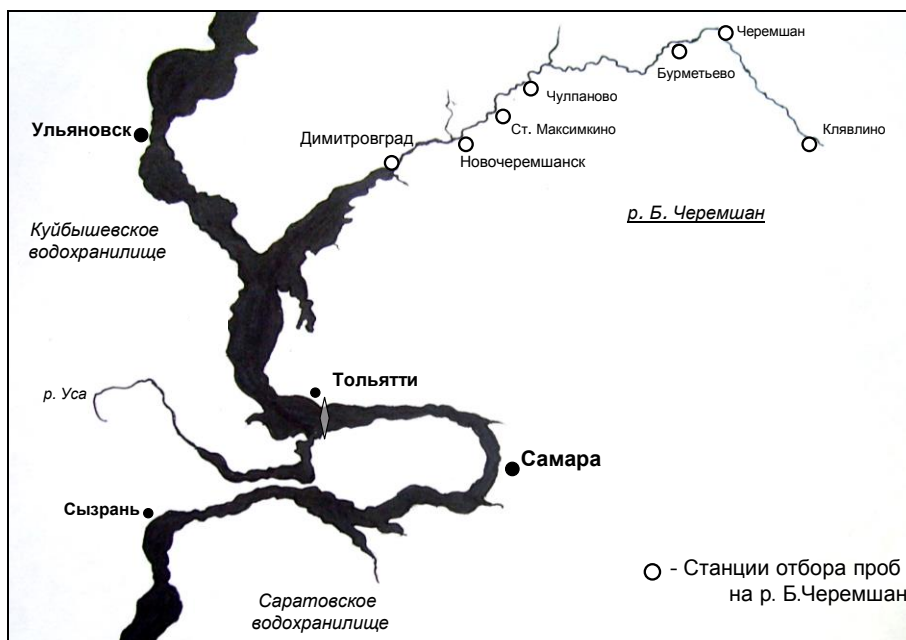 Черемшан
Бурметьево
Чулпаново
Ульяновск
Ст. Максимкино
Клявлино
Димитровград
Новочеремшанск
р. Б. Черемшан
Куйбышевское
водохранилище
Тольятти
р. Уса
Самара
Сызрань
- Станции отбора проб
на р. Б.Черемшан
Саратовское
водохранилище